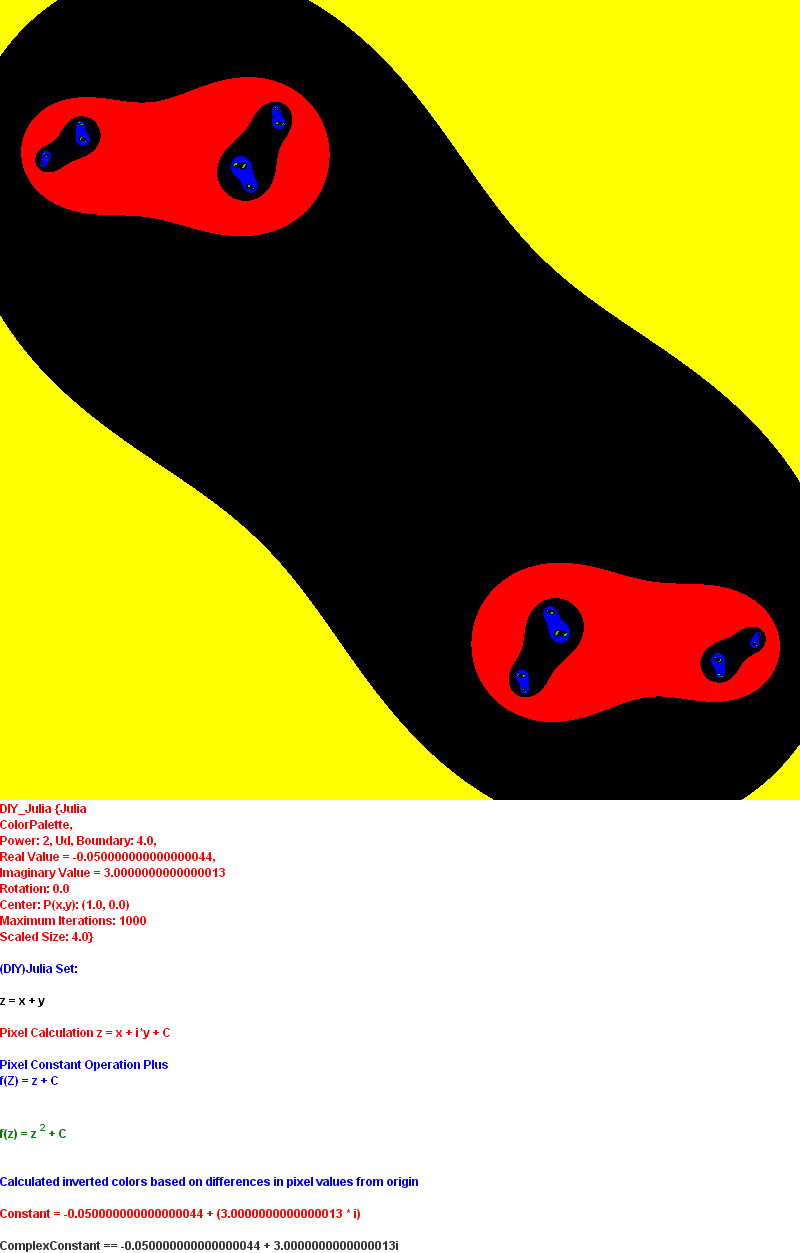 DIY_Julia {Julia
ColorPalette,
Power: 2, Ud, Boundary: 4.0,
Real Value = -0.050000000000000044,
Imaginary Value = 3.0000000000000013
Rotation: 0.0
Center: P(x,y): (1.0, 0.0)
Maximum Iterations: 1000
Scaled Size: 4.0}
(DIY)Julia Set:
z = x + y
Pixel Calculation z = x + i*y + C
Pixel Constant Operation Plus
f(Z) = z + C
f(z) = z 2 + C
Calculated inverted colors based on differences in pixel values from origin
Constant = -0.050000000000000044 + (3.0000000000000013 * i)
ComplexConstant == -0.050000000000000044 + 3.0000000000000013i